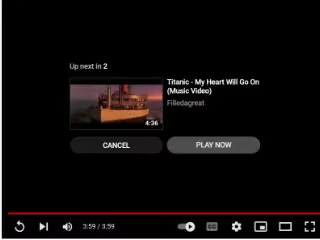 Up next in 2
Titanic - My Heart Will Go On
(Music Video)
Filledagreat
4:36
CANCEL
PLAY NOW
3:59 / 3:59
CC